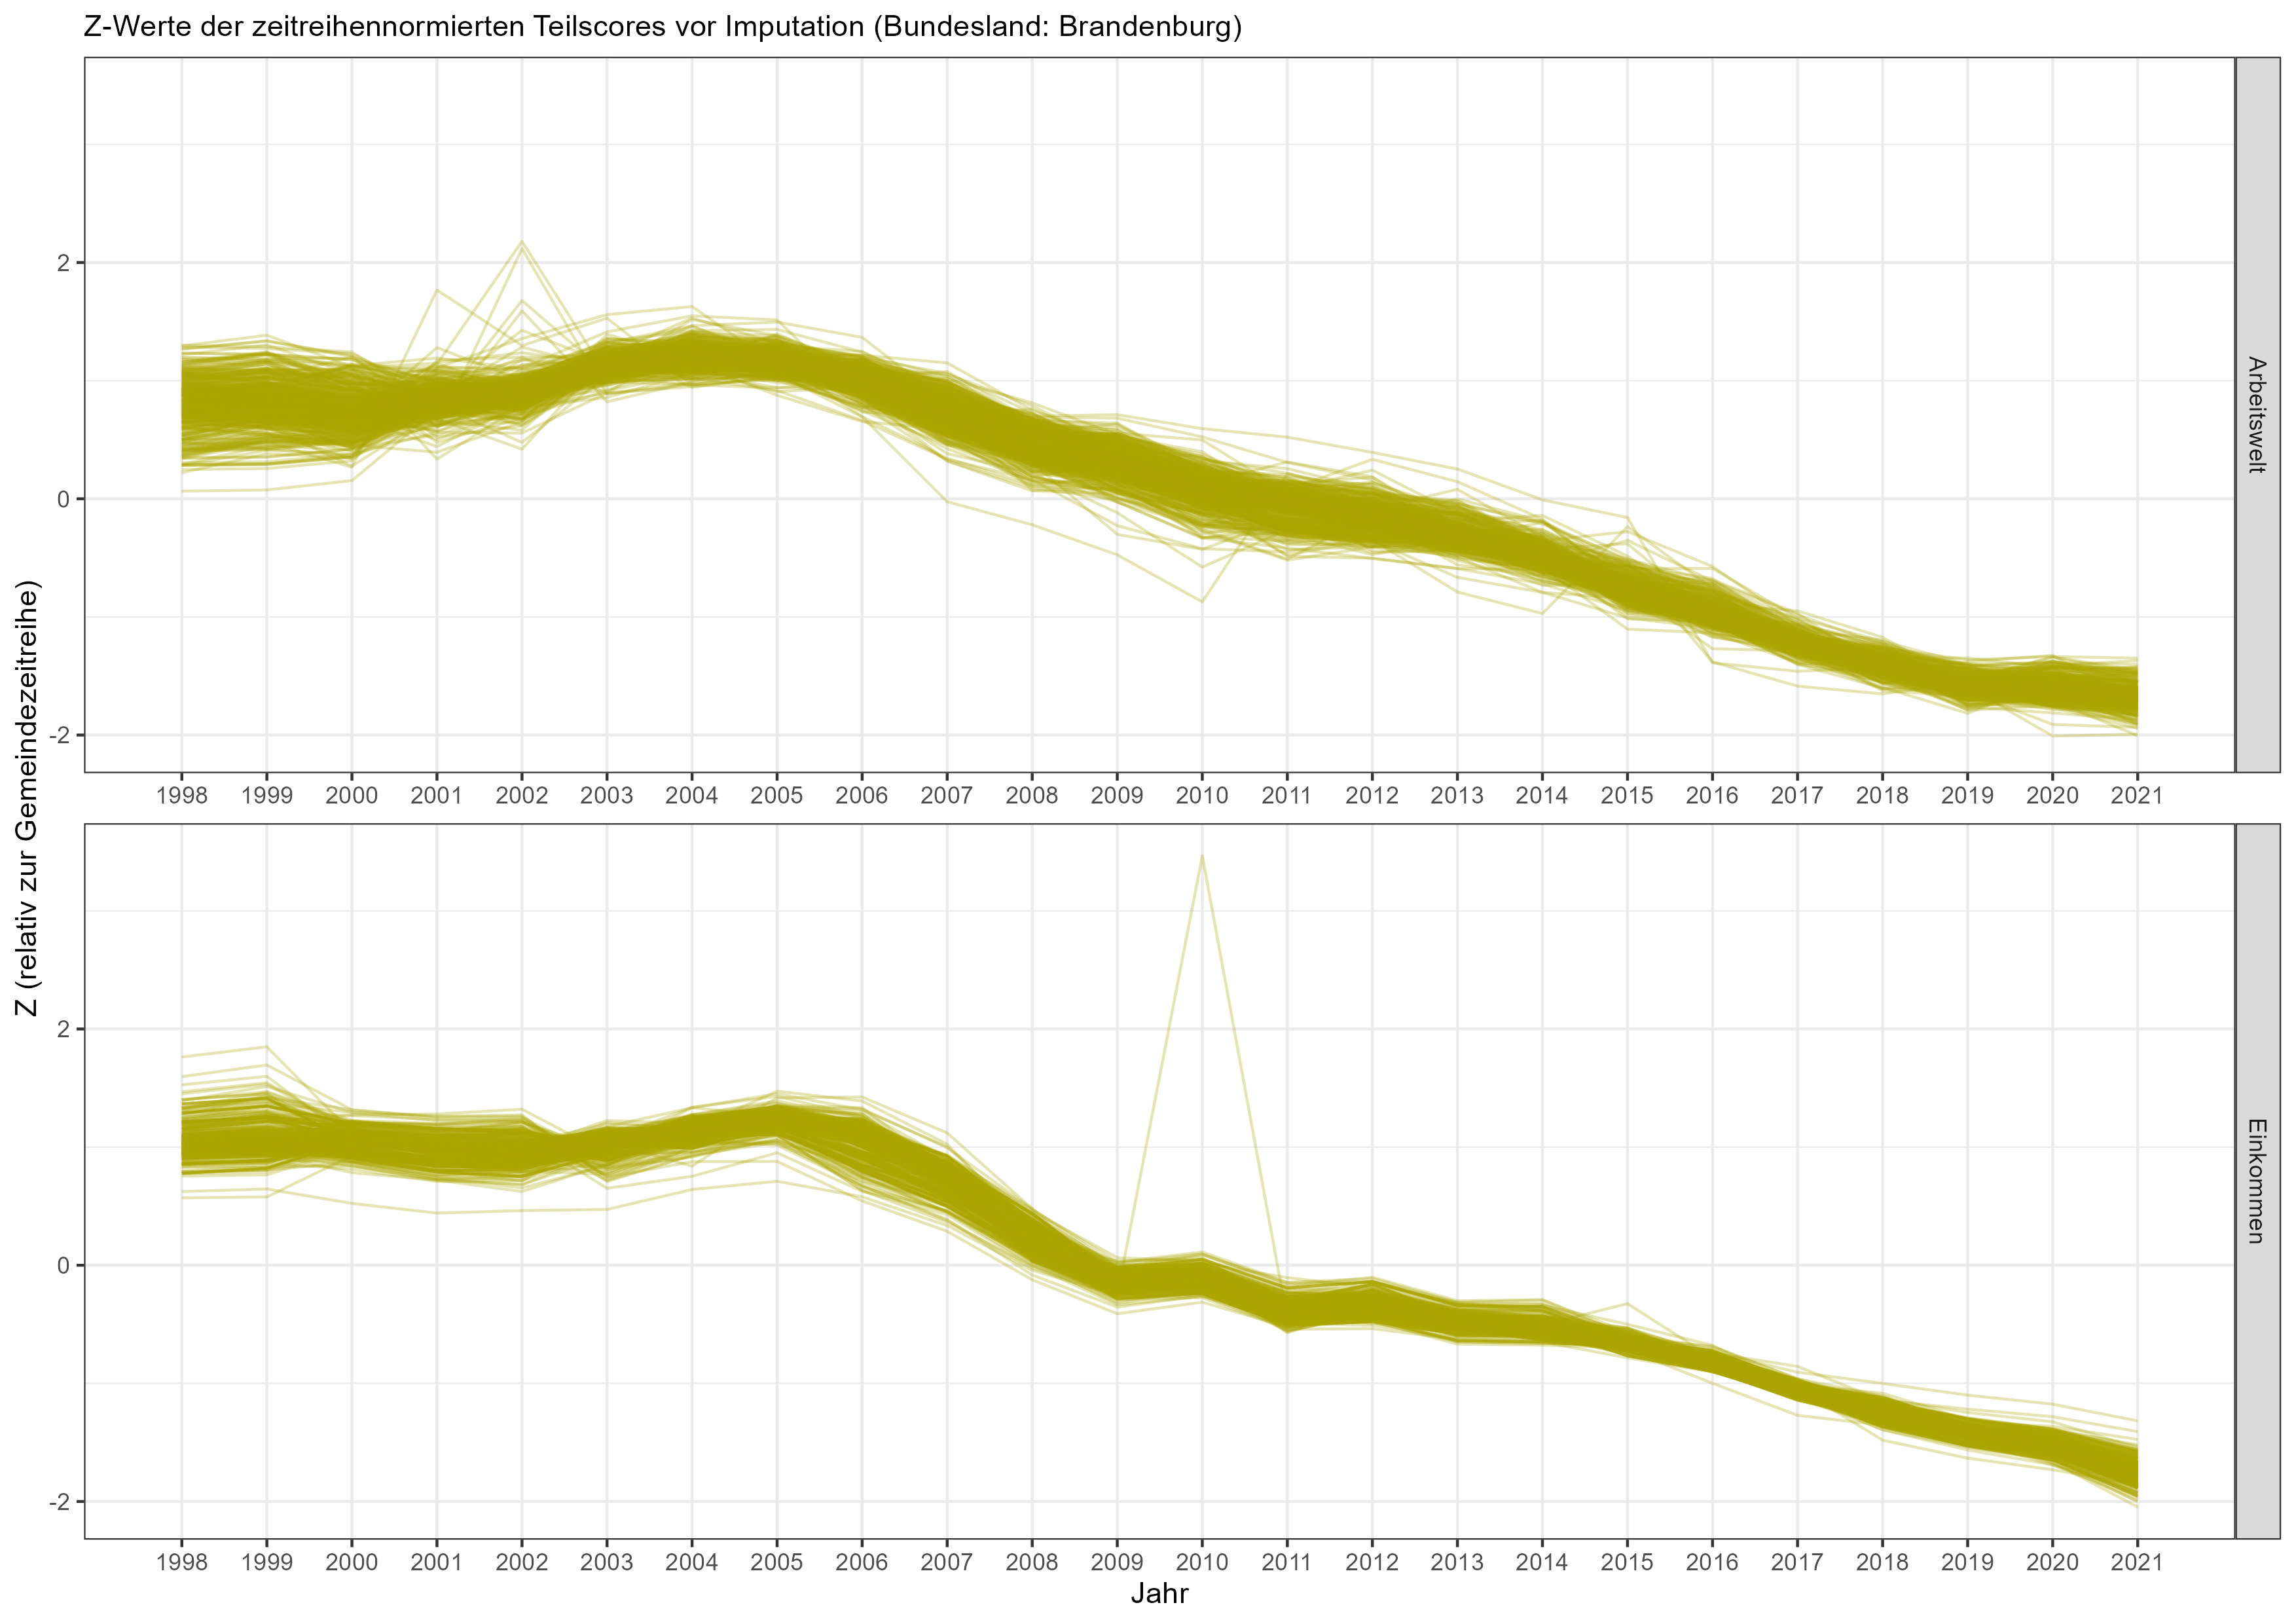 Z-Werte der zeitreihennormierten Teilscores vor Imputation (Bundesland: Brandenburg)
Z (relativ zur Gemeindezeitreihe)
2
0
-2
Arbeitswelt
1998 1999 2000 2001 2002 2003 2004 2005 2006 2007 2008 2009 2010 2011 2012 2013 2014 2015 2016 2017 2018 2019 2020 2021
2
0
-2
Einkommen
1998 1999 2000 2001 2002 2003 2004 2005 2006 2007 2008 2009 2010 2011 2012 2013 2014 2015 2016 2017 2018 2019 2020 2021
Jahr